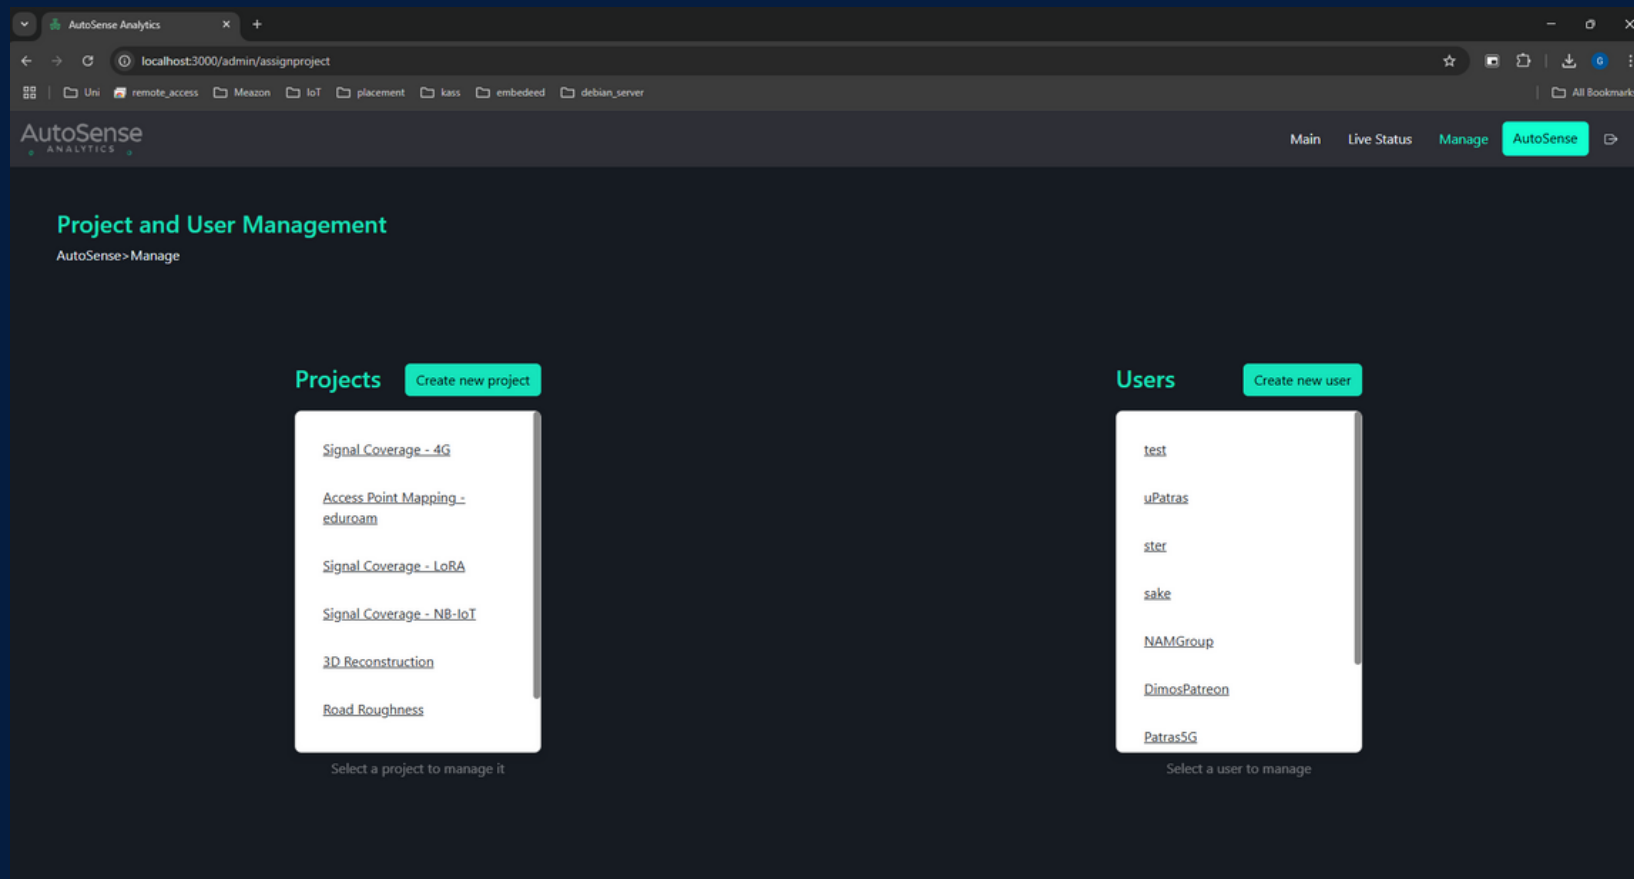 AutoSense Analytics
localhost:3000/admin/assignproject
G
Uni remote_access Meazon IoT placement kass embedeed debian_server All Bookmarks
AutoSense
ANALYTICS
Main Live Status Manage AutoSense
Project and User Management
AutoSense>Manage
Projects Create new project
Signal Coverage - 4G
Access Point Mapping -
eduroam
Signal Coverage - LoRA
Signal Coverage - NB-IoT
3D Reconstruction
Road Roughness
Select a project to manage it
Users Create new user
test
uPatras
ster
sake
NAMGroup
DimosPatreon
Patras5G
Select a user to manage